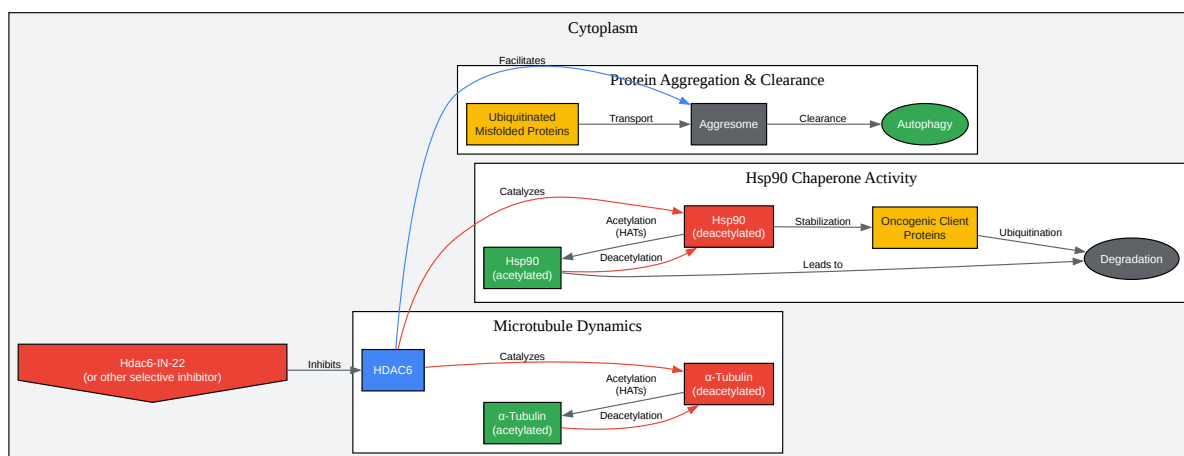 Cytoplasm
Facilitates
Protein Aggregation & Clearance
Ubiquitinated
Misfolded Proteins
Transport
Aggresome
Clearance
Autophagy
Hsp90 Chaperone Activity
Catalyzes
Hsp90
(deacetylated)
Stabilization
Oncogenic Client
Proteins
Ubiquitination
Degradation
Acetylation
(HATs)
Deacetylation
Hsp90
(acetylated)
Leads to
Microtubule Dynamics
Hdac6-IN-22
(or other selective inhibitor)
Inhibits
HDAC6
Catalyzes
α-Tubulin
(deacetylated)
Acetylation
(HATs)
Deacetylation
α-Tubulin
(acetylated)